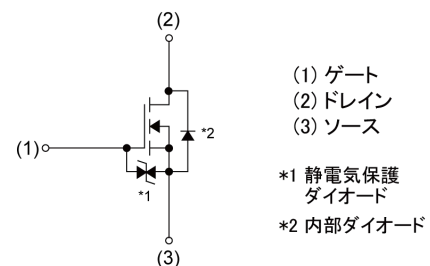 (2)
(1)
*2
*1
(3)
(1) ゲート
(2) ドレイン
(3) ソース
*1 静電気保護
ダイオード
*2 内部ダイオード